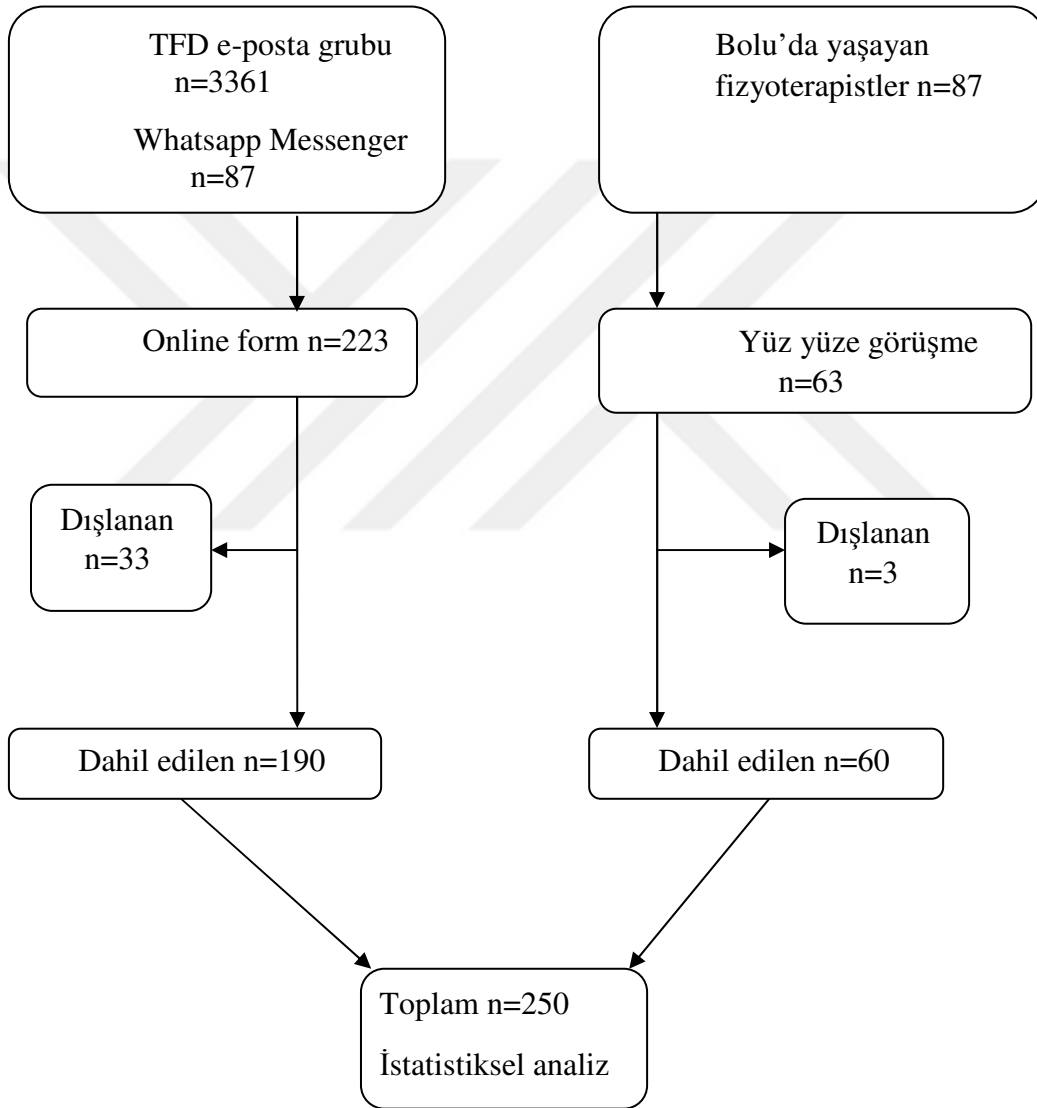 TFD e-posta grubu
n=3361
Whatsapp Messenger
n=87
Bolu’da yaşayan
fizyoterapistler n=87
Online form n=223
Yüz yüze görüşme
n=63
Dışlanan
n=33
Dışlanan
n=3
Dahil edilen n=190
Dahil edilen n=60
Toplam n=250
İstatistiksel analiz